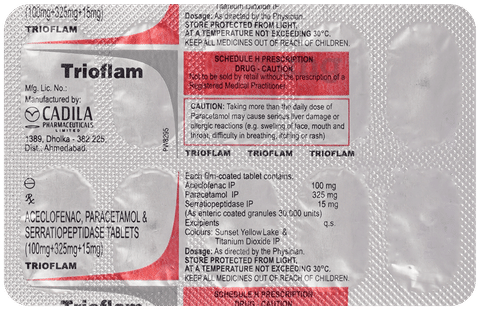 (100mg+325mg+15mg)
TRIOFLAM
Titanium Dioxide IP
Dosage: As directed by the Physician.
STORE PROTECTED FROM LIGHT,
AT A TEMPERATURE NOT EXCEEDING 30°C.
KEEP ALL MEDICINES OUT OF REACH OF CHILDREN.
Trioflam
Mfg. Lic. No.:
Manufactured by:
CADILA
PHARMACEUTICALS
LIMITED
1389, Dholka - 382 225,
Dist., Ahmedabad.
SCHEDULE H PRESCRIPTION
DRUG - CAUTION
Not to be sold by retail without the prescription of a
Registered Medical Practitioner.
CAUTION: Taking more than the daily dose of
Paracetamol may cause serious liver damage or
allergic reactions (e.g. swelling of face, mouth and
throat, difficulty in breathing, itching or rash)
TRIOFLAM TRIOFLAM TRIOFLAM
Rx
ACECLOFENAC, PARACETAMOL &
SERRATIOPEPTIDASE TABLETS
(100mg+325mg+15mg)
TRIOFLAM
Each film-coated tablet contains:
Aceclofenac IP 100 mg
Paracetamol IP 325 mg
Serratiopeptidase IP 15 mg
(As enteric coated granules 30,000 units)
Excipients q.s.
Colours: Sunset Yellow Lake &
Titanium Dioxide IP
Dosage: As directed by the Physician.
STORE PROTECTED FROM LIGHT,
AT A TEMPERATURE NOT EXCEEDING 30°C.
KEEP ALL MEDICINES OUT OF REACH OF CHILDREN.
Trioflam
SCHEDULE H PRESCRIPTION
DRUG - CAUTION